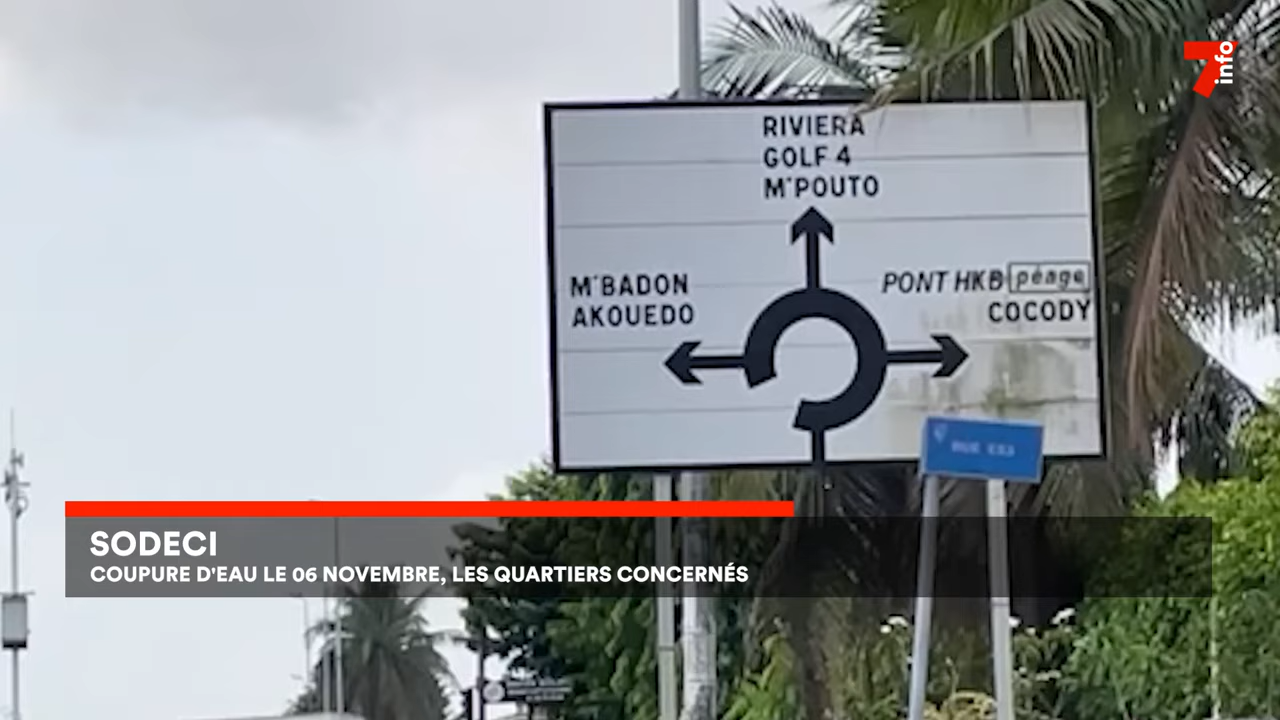 7info
RIVIERA
GOLF 4
M'POUTO
M'BADON
AKOUEDO
PONT HKB péage
COCODY
SODECI
COUPURE D'EAU LE 06 NOVEMBRE, LES QUARTIERS CONCERNÉS